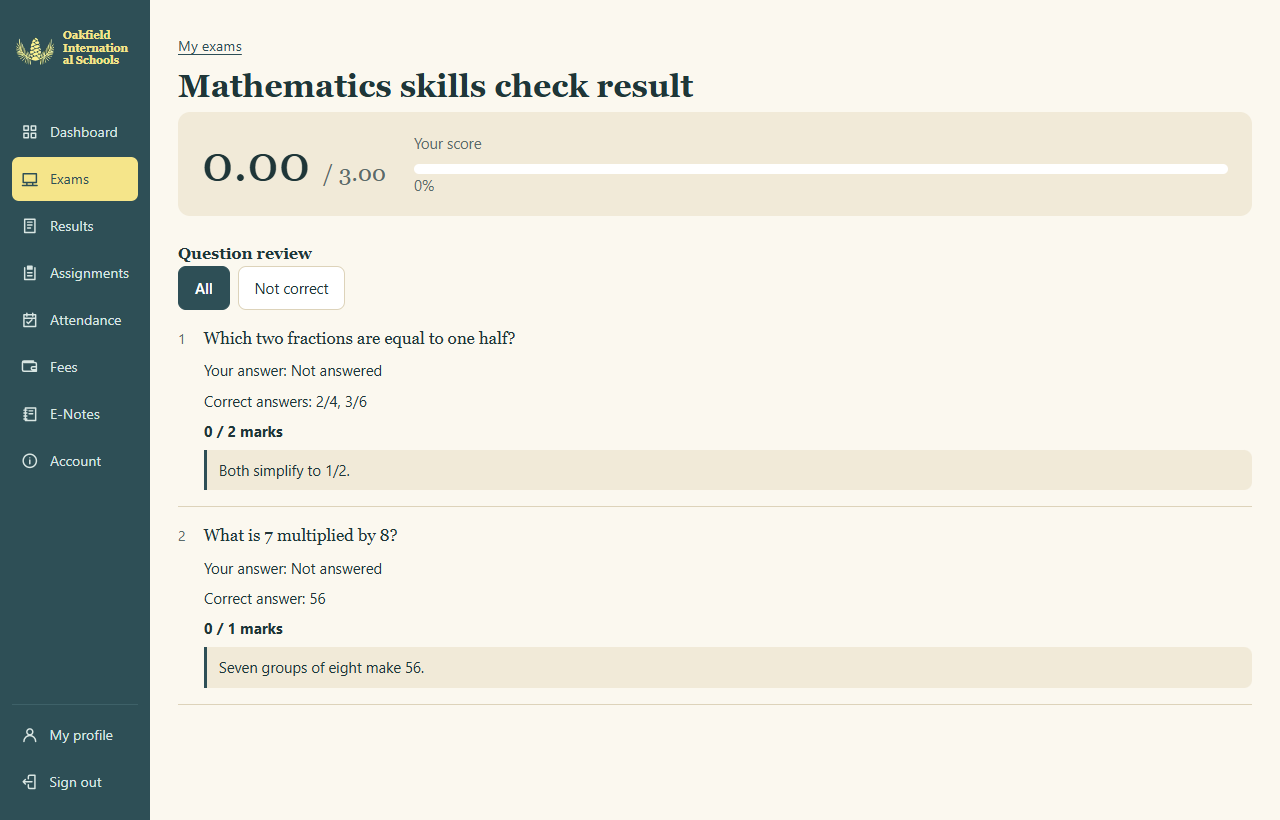 Oakfield
Internation
al Schools
Dashboard
Exams
Results
Assignments
Attendance
Fees
E-Notes
Account
My profile
Sign out
My exams
Mathematics skills check result
0.00 / 3.00
Your score
0%
Question review
All
Not correct
1 Which two fractions are equal to one half?
Your answer: Not answered
Correct answers: 2/4, 3/6
0 / 2 marks
Both simplify to 1/2.
2 What is 7 multiplied by 8?
Your answer: Not answered
Correct answer: 56
0 / 1 marks
Seven groups of eight make 56.